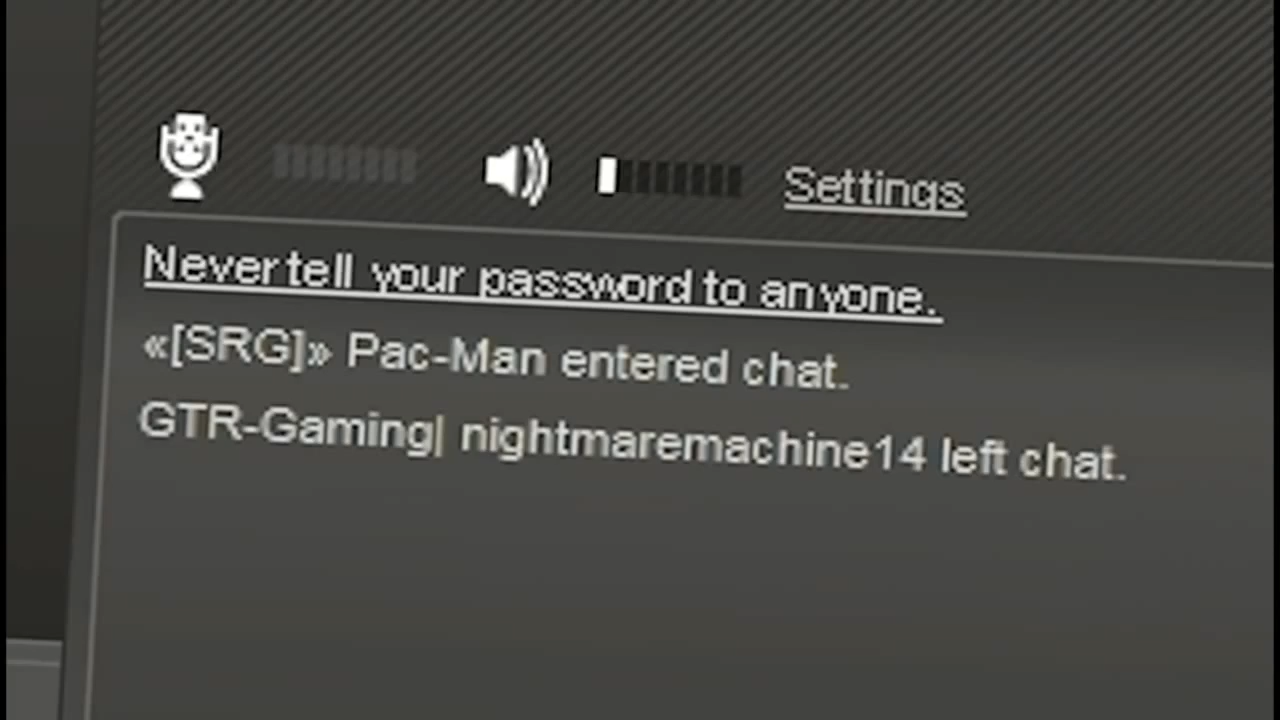 Settings
Never tell your password to anyone.
«[SRG]» Pac-Man entered chat.
GTR-Gaming| nightmaremachine14 left chat.